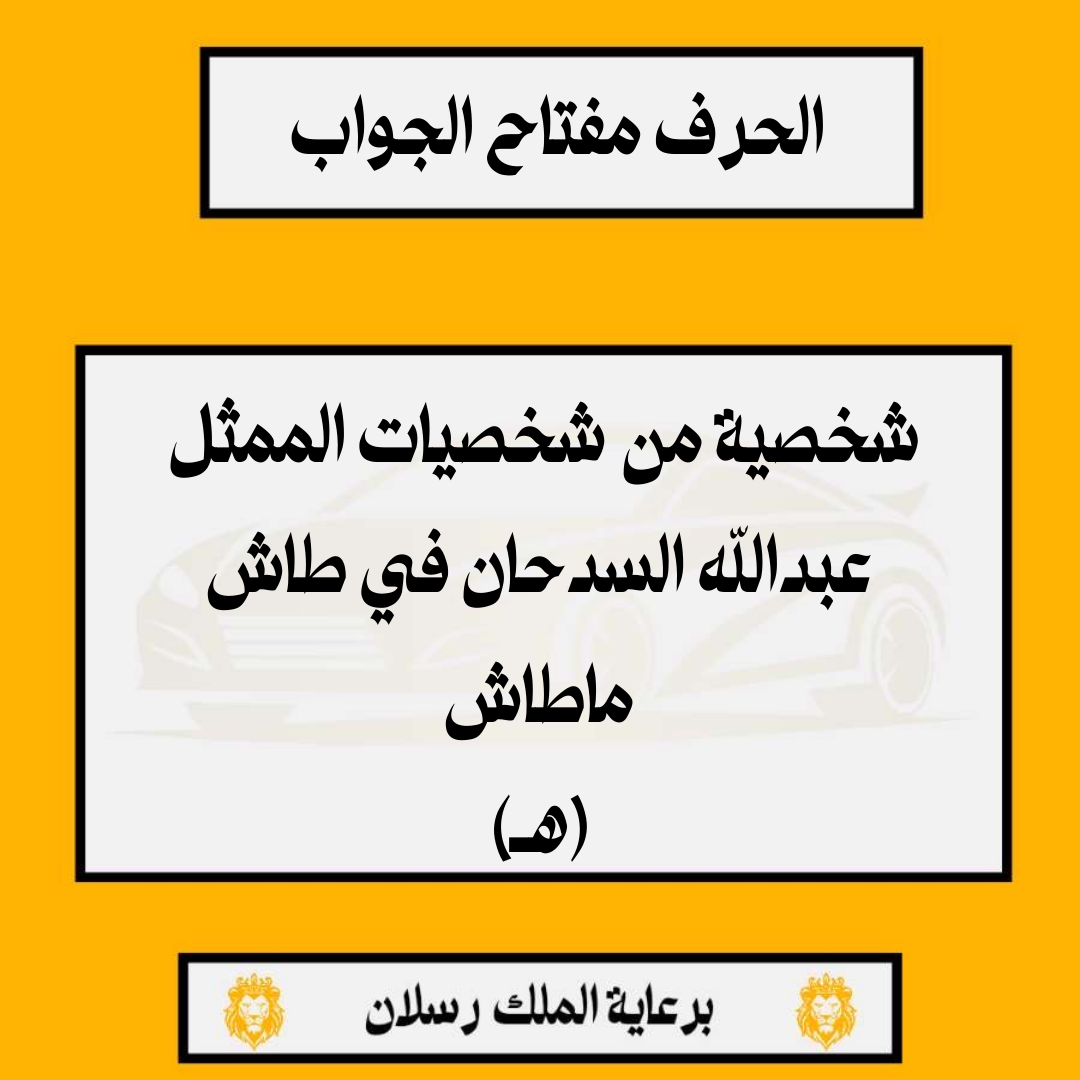 الحرف مفتاح الجواب
شخصية من شخصيات الممثل
عبدالله السدحان في طاش
ماطاش
(هـ)
برعاية الملك رسلان